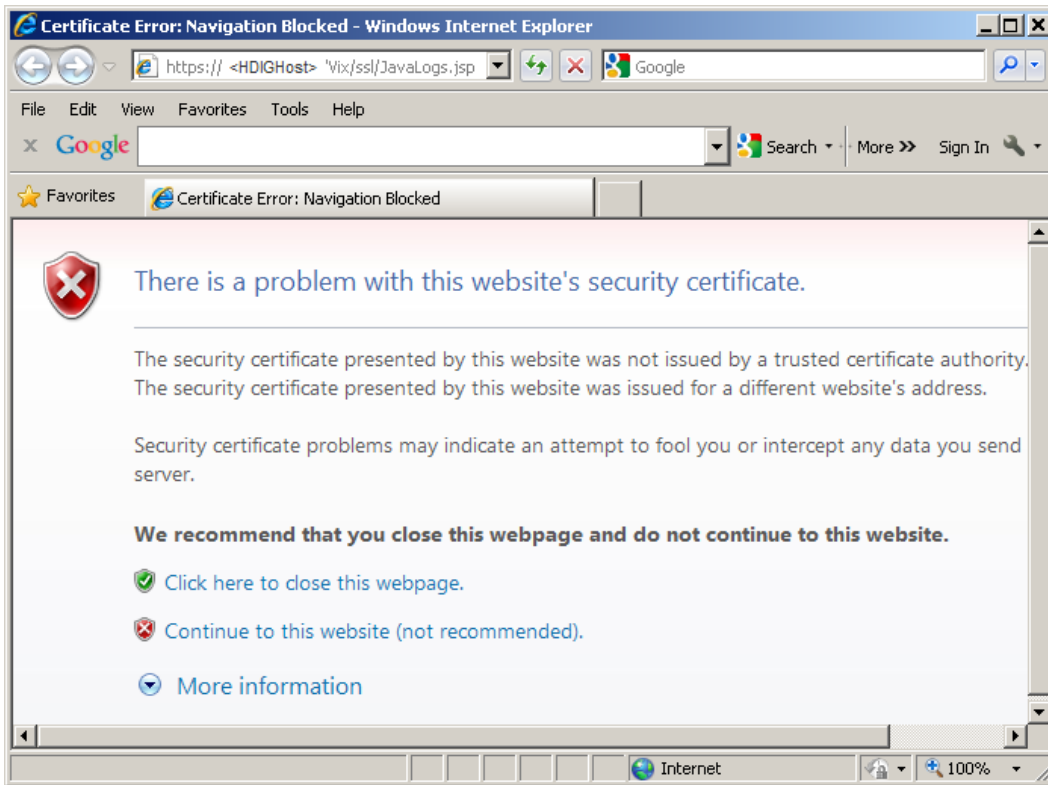 Certificate Error: Navigation Blocked - Windows Internet Explorer
https:// <HDIGHost> 'Vix/ssl/JavaLogs.jsp
Google
File Edit View Favorites Tools Help
x Google Search More >> Sign In
Favorites Certificate Error: Navigation Blocked
There is a problem with this website's security certificate.
The security certificate presented by this website was not issued by a trusted certificate authority.
The security certificate presented by this website was issued for a different website's address.
Security certificate problems may indicate an attempt to fool you or intercept any data you send
server.
We recommend that you close this webpage and do not continue to this website.
Click here to close this webpage.
Continue to this website (not recommended).
More information
Internet 100%